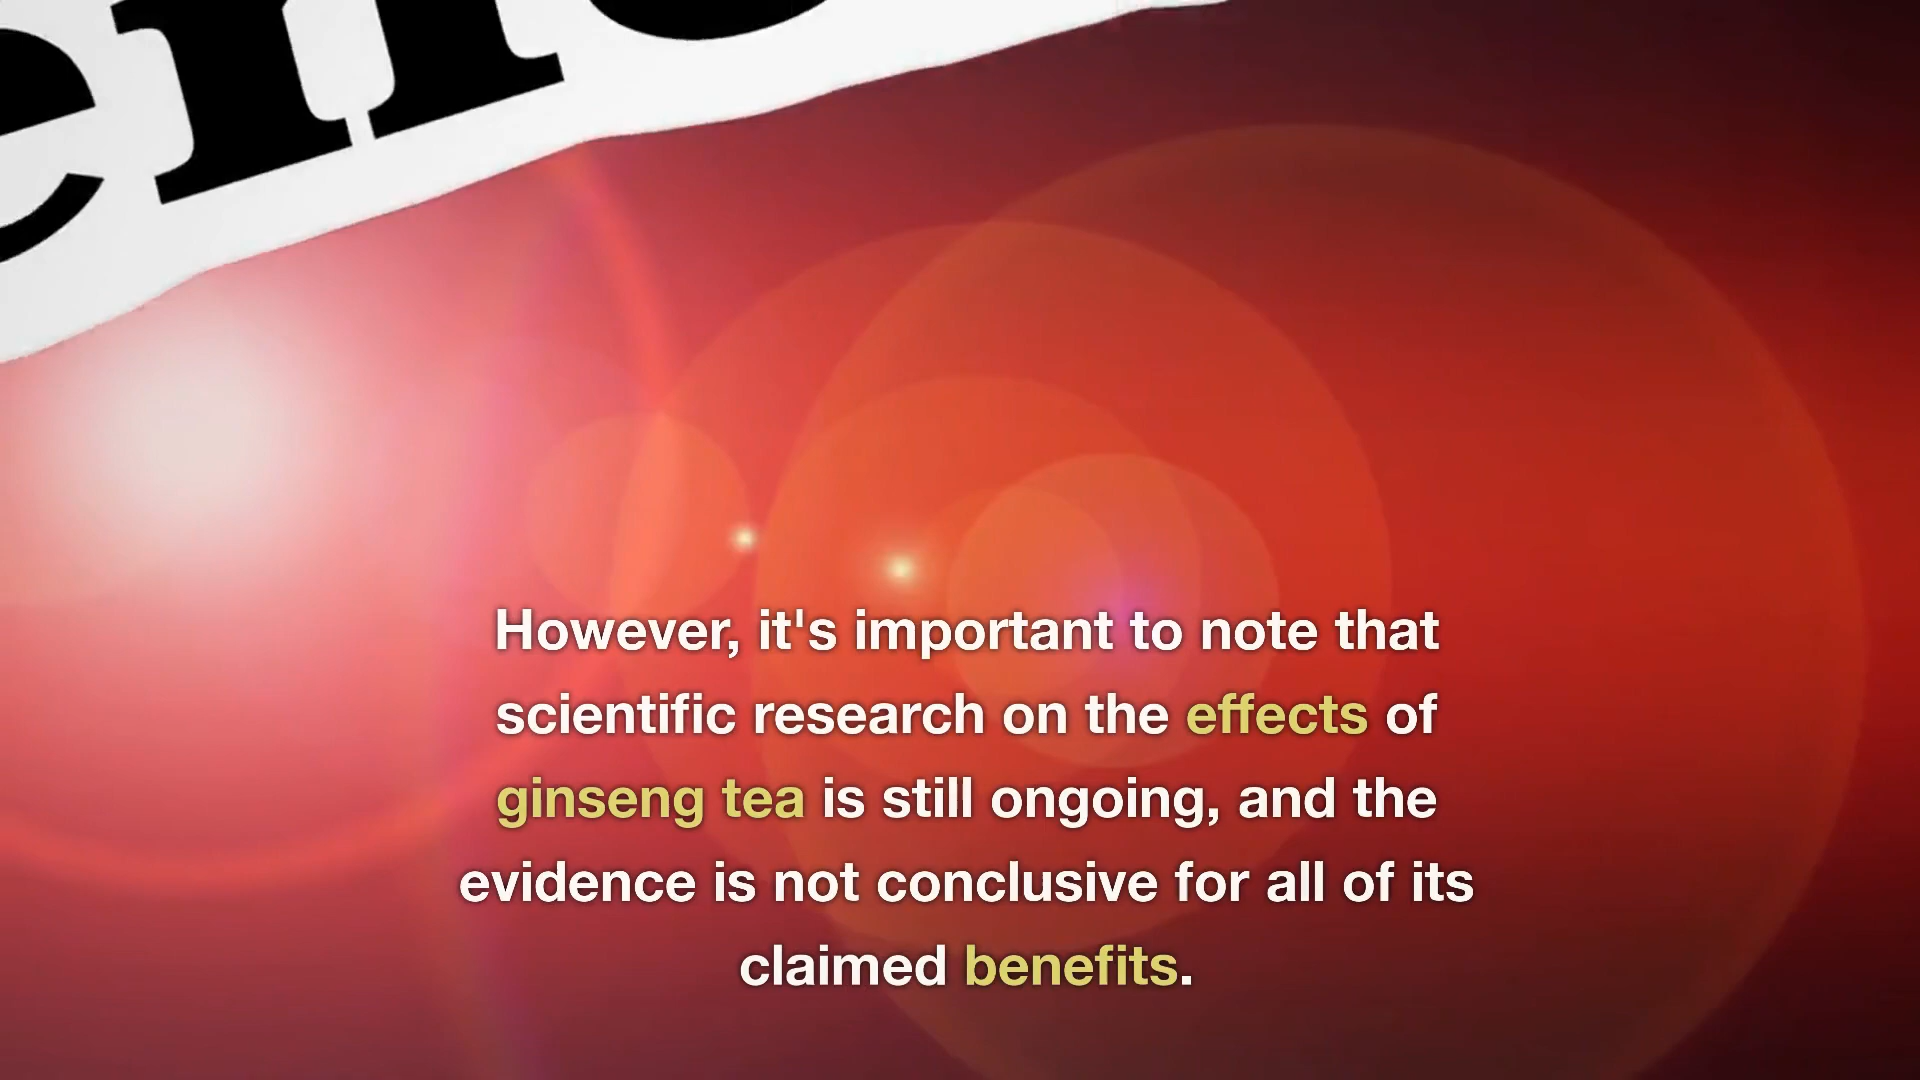 However, it's important to note that
scientific research on the effects of
ginseng tea is still ongoing, and the
evidence is not conclusive for all of its
claimed benefits.